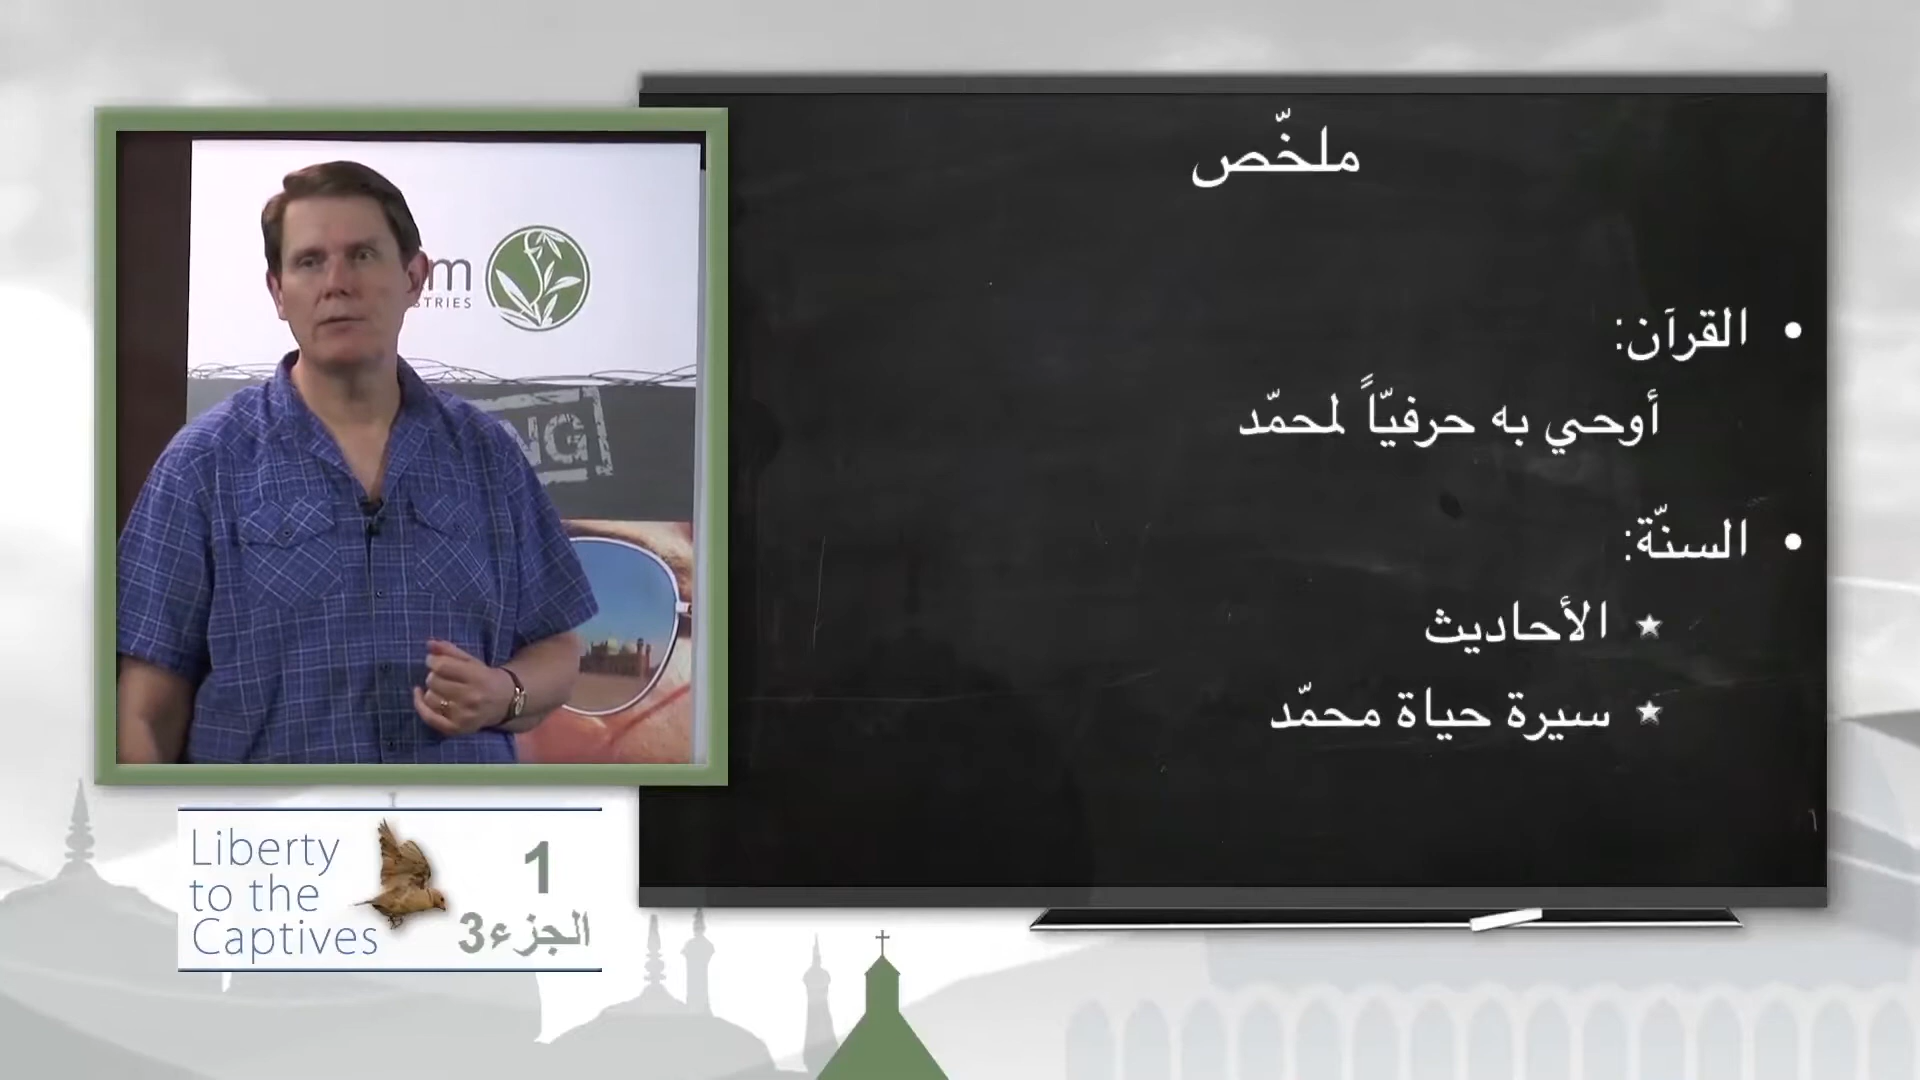 ملخّص
القرآن:
أوحي به حرفيّاً لمحمّد
السنّة:
الأحاديث
سيرة حياة محمّد
Liberty
to the
Captives
1
الجزء3